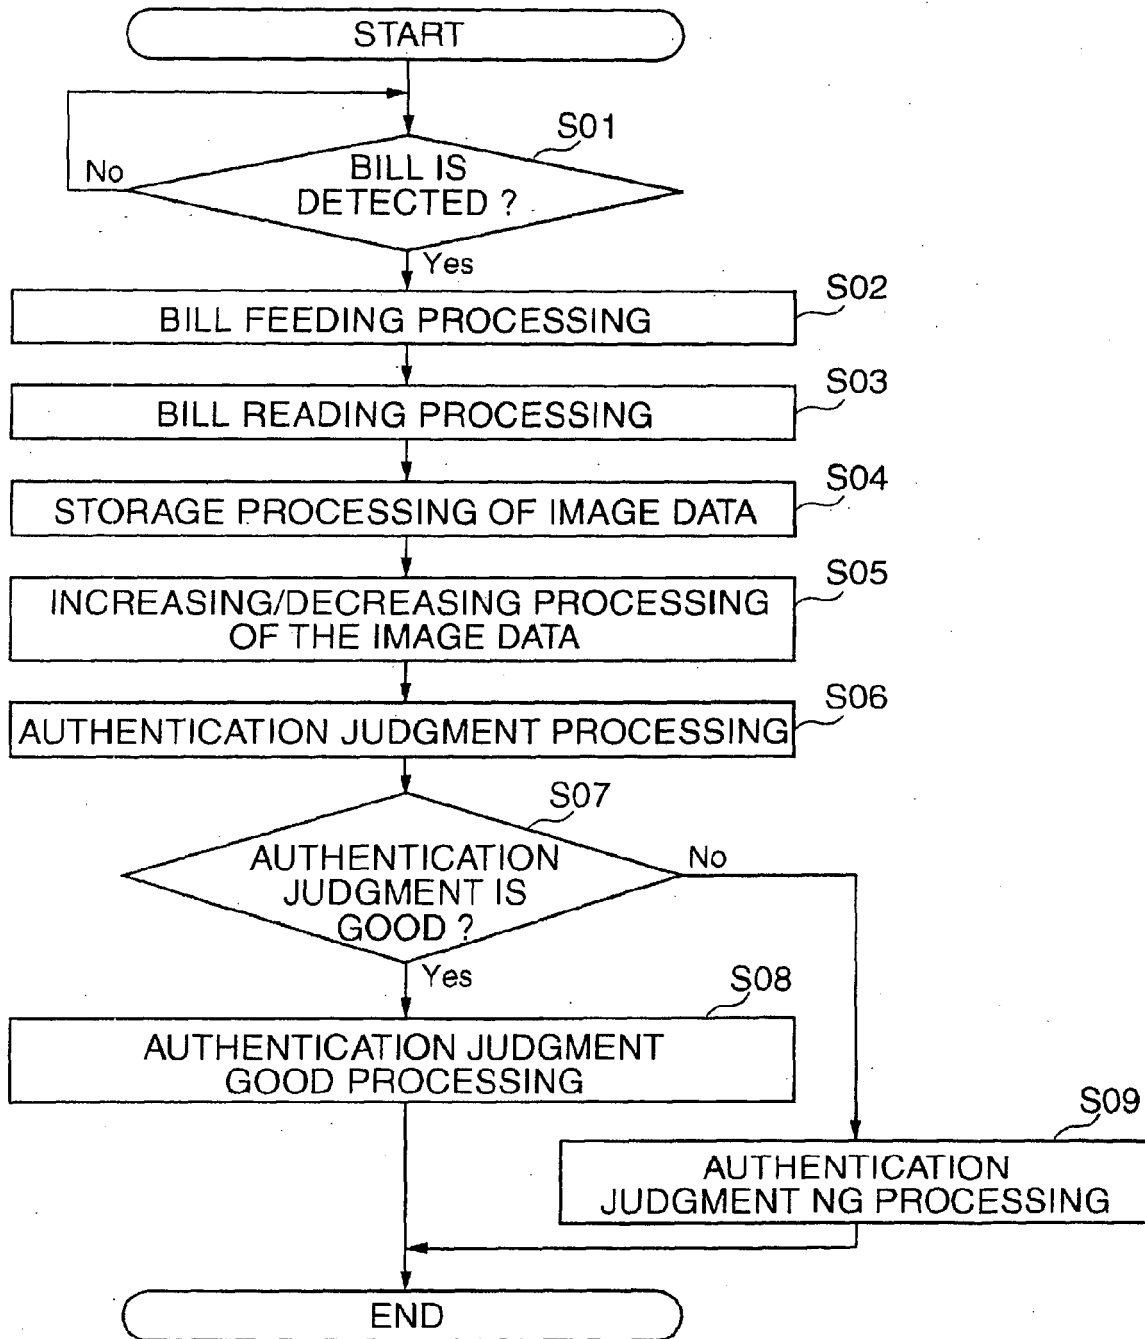 START
S01
BILL IS
DETECTED ?
No
Yes
S02
BILL FEEDING PROCESSING
S03
BILL READING PROCESSING
S04
STORAGE PROCESSING OF IMAGE DATA
S05
INCREASING/DECREASING PROCESSING
OF THE IMAGE DATA
S06
AUTHENTICATION JUDGMENT PROCESSING
S07
AUTHENTICATION
JUDGMENT IS
GOOD ?
No
Yes
S08
AUTHENTICATION JUDGMENT
GOOD PROCESSING
S09
AUTHENTICATION
JUDGMENT NG PROCESSING
END